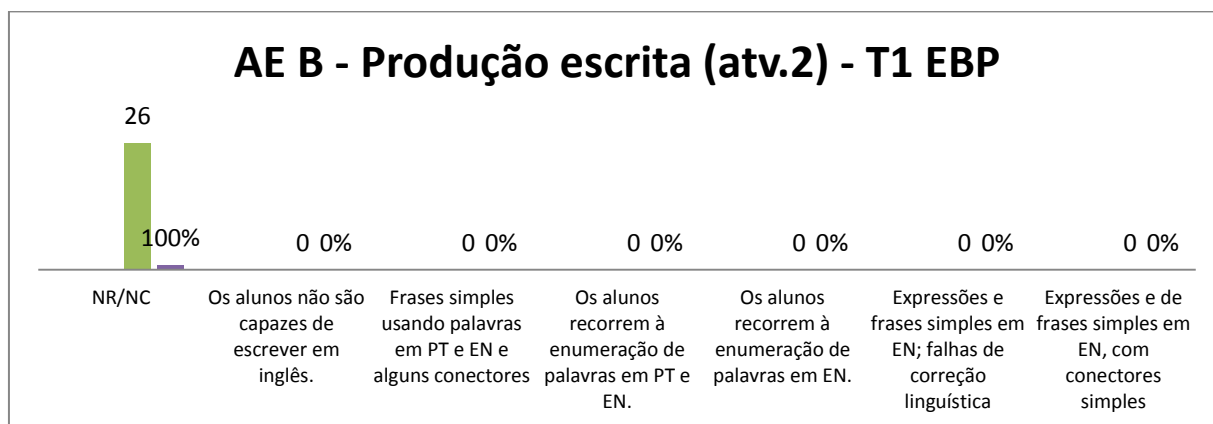 AE B - Produção escrita (atv.2) - T1 EBP
26
100%
0 0%
0 0%
0 0%
0 0%
0 0%
0 0%
NR/NC
Os alunos não são
capazes de
escrever em
inglês.
Frases simples
usando palavras
em PT e EN e
alguns conectores
Os alunos
recorrem à
enumeração de
palavras em PT e
EN.
Os alunos
recorrem à
enumeração de
palavras em EN.
Expressões e
frases simples em
EN; falhas de
correção
linguística
Expressões e de
frases simples em
EN, com
conectores
simples